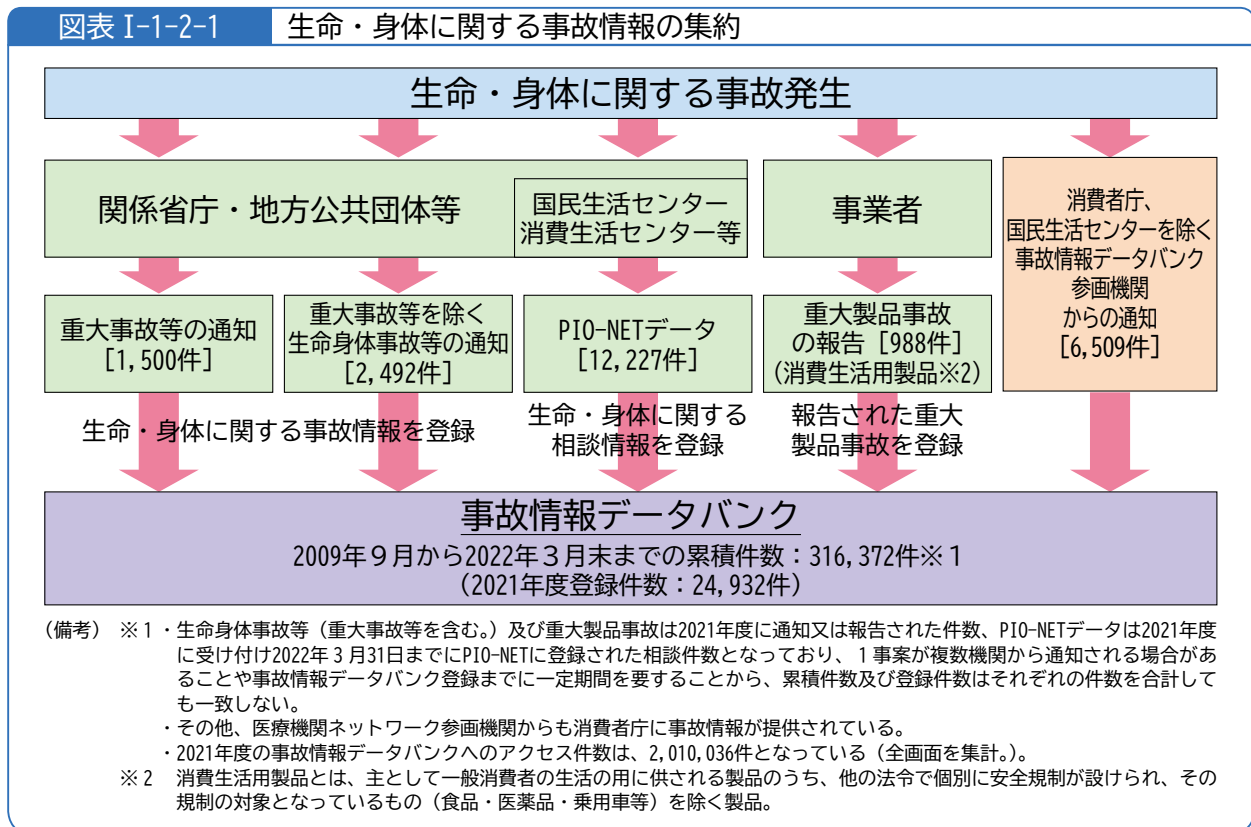 図表Ⅰ-1-2-1 生命・身体に関する事故情報の集約
生命・身体に関する事故発生
関係省庁・地方公共団体等
国民生活センター
消費生活センター等
事業者
消費者庁、
国民生活センターを除く
事故情報データバンク
参画機関
からの通知
[6,509件]
重大事故等の通知
[1,500件]
重大事故等を除く
生命身体事故等の通知
[2,492件]
PIO-NETデータ
[12,227件]
重大製品事故
の報告［988件］
（消費生活用製品※2）
生命・身体に関する事故情報を登録
生命・身体に関する
相談情報を登録
報告された重大
製品事故を登録
事故情報データバンク
2009年９月から2022年３月末までの累積件数：316,372件※１
（2021年度登録件数：24,932件）
（備考） ※１・生命身体事故等（重大事故等を含む。）及び重大製品事故は2021年度に通知又は報告された件数、PIO-NETデータは2021年度
に受け付け2022年３月31日までにPIO-NETに登録された相談件数となっており、１事案が複数機関から通知される場合があ
ることや事故情報データバンク登録までに一定期間を要することから、累積件数及び登録件数はそれぞれの件数を合計して
も一致しない。
・その他、医療機関ネットワーク参画機関からも消費者庁に事故情報が提供されている。
・2021年度の事故情報データバンクへのアクセス件数は、2,010,036件となっている（全画面を集計。）。
※２ 消費生活用製品とは、主として一般消費者の生活の用に供される製品のうち、他の法令で個別に安全規制が設けられ、その
規制の対象となっているもの（食品・医薬品・乗用車等）を除く製品。